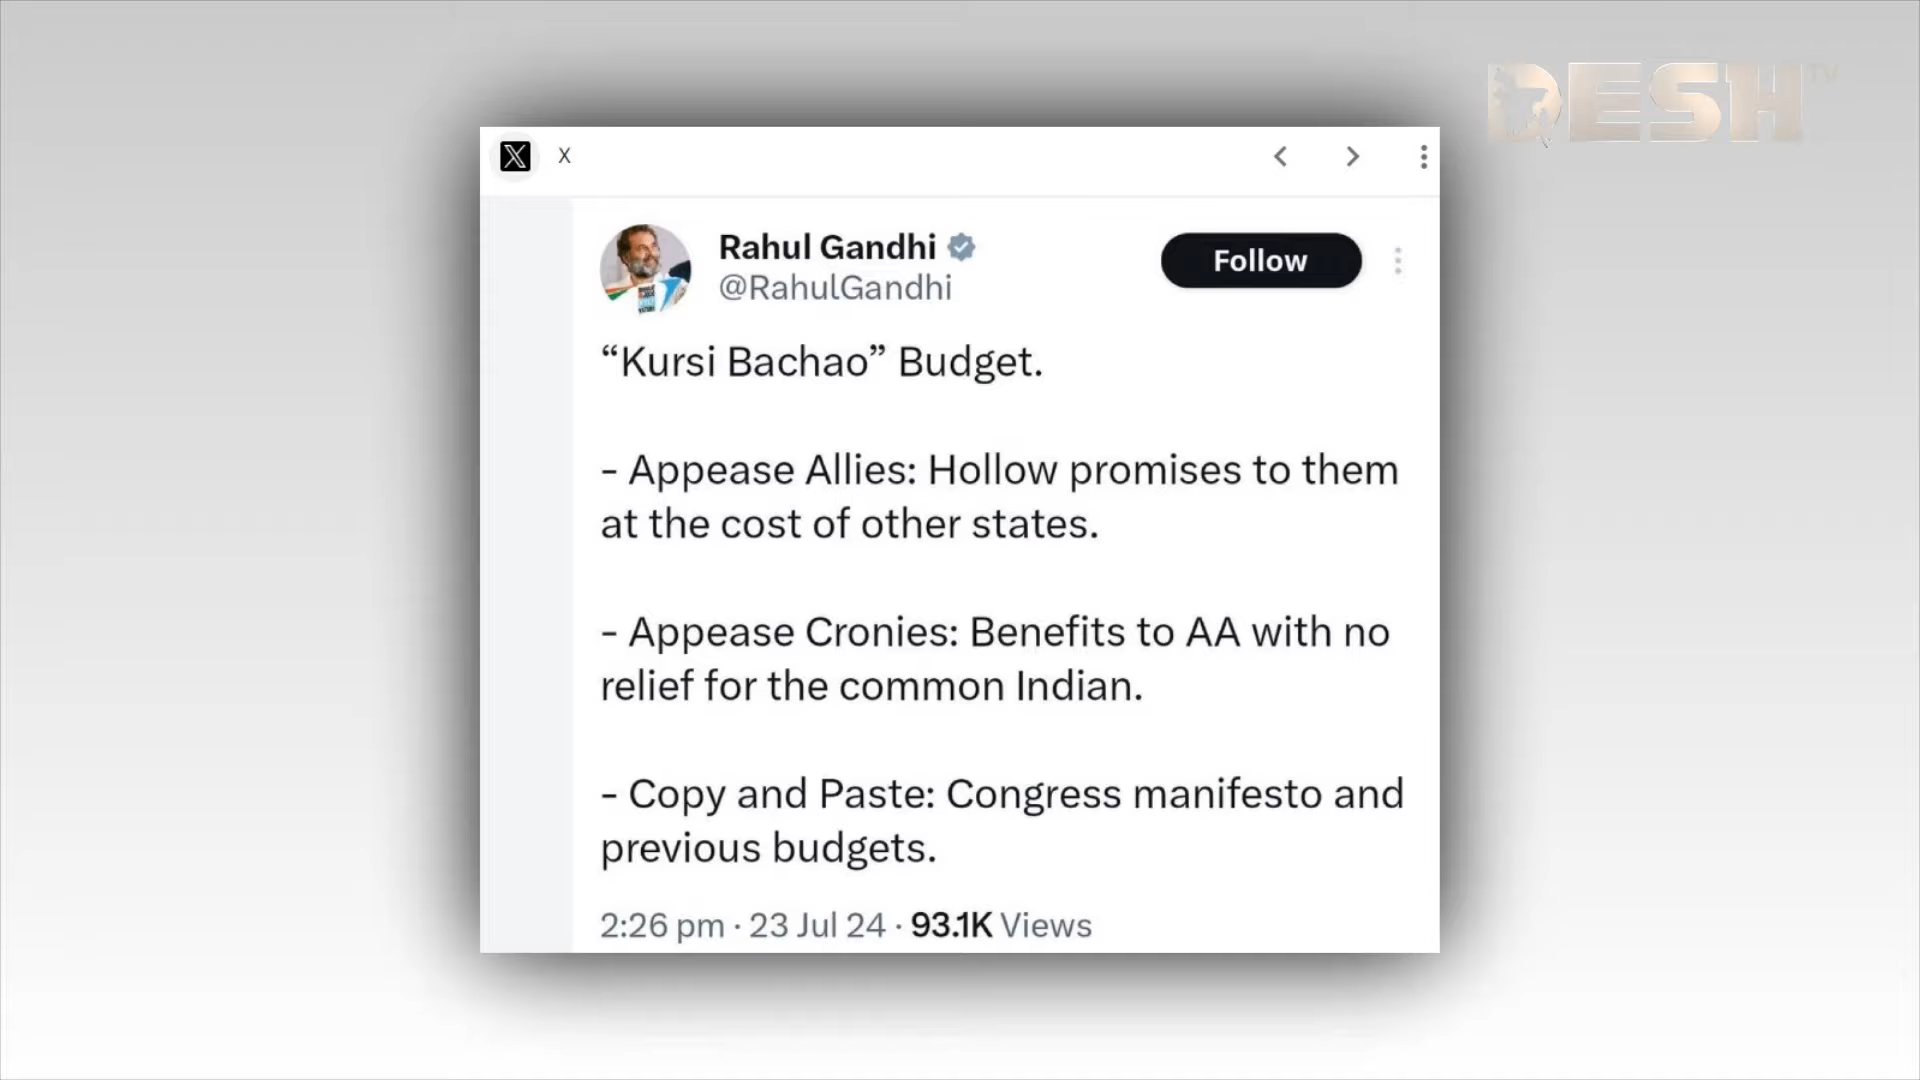 DESH TV
X
Rahul Gandhi
@RahulGandhi
Follow
“Kursi Bachao” Budget.
- Appease Allies: Hollow promises to them
at the cost of other states.
- Appease Cronies: Benefits to AA with no
relief for the common Indian.
- Copy and Paste: Congress manifesto and
previous budgets.
2:26 pm · 23 Jul 24 · 93.1K Views